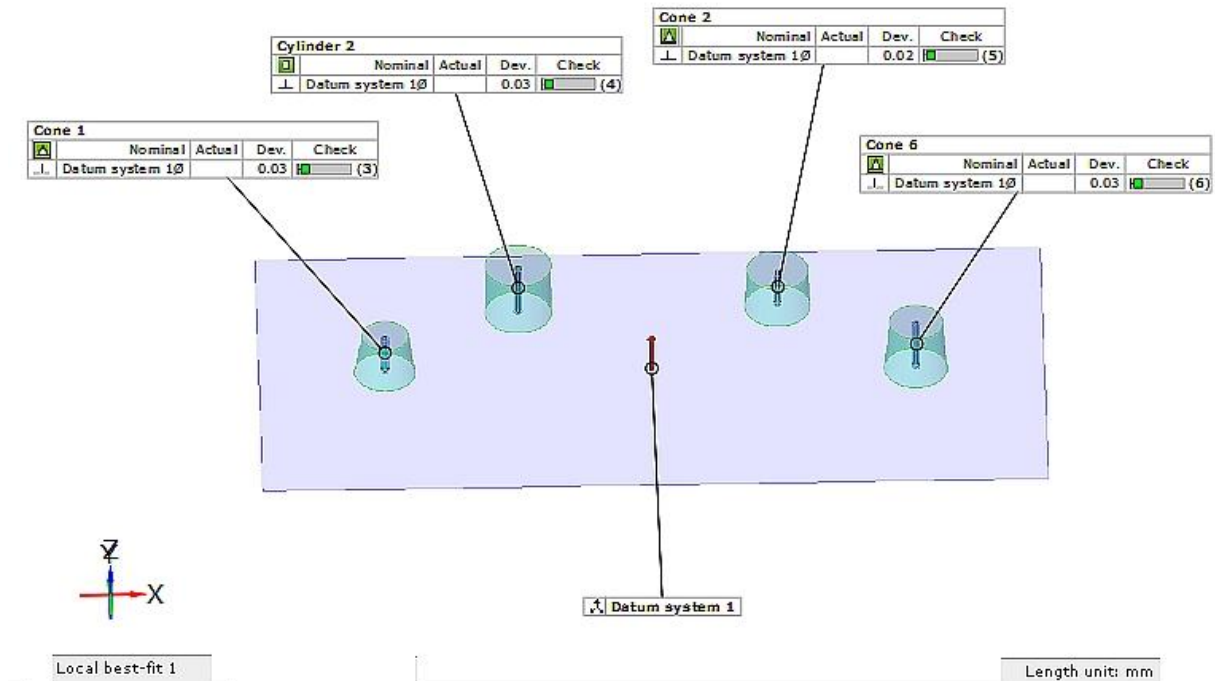 Cone 2
Nominal Actual Dev. Check
⊥ Datum system 1Ø 0.02 (5)
Cylinder 2
Nominal Actual Dev. Check
⊥ Datum system 1Ø 0.03 (4)
Cone 1
Nominal Actual Dev. Check
⊥ Datum system 1Ø 0.03 (3)
Cone 6
Nominal Actual Dev. Check
⊥ Datum system 1Ø 0.03 (6)
Z
Y
X
Datum system 1
Local best-fit 1
Length unit: mm